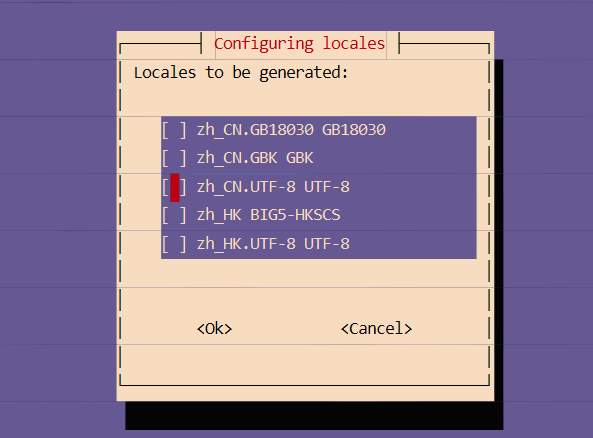 Configuring locales
Locales to be generated:
[ ] zh_CN.GB18030 GB18030
[ ] zh_CN.GBK GBK
[ ] zh_CN.UTF-8 UTF-8
[ ] zh_HK BIG5-HKSCS
[ ] zh_HK.UTF-8 UTF-8
<Ok> <Cancel>